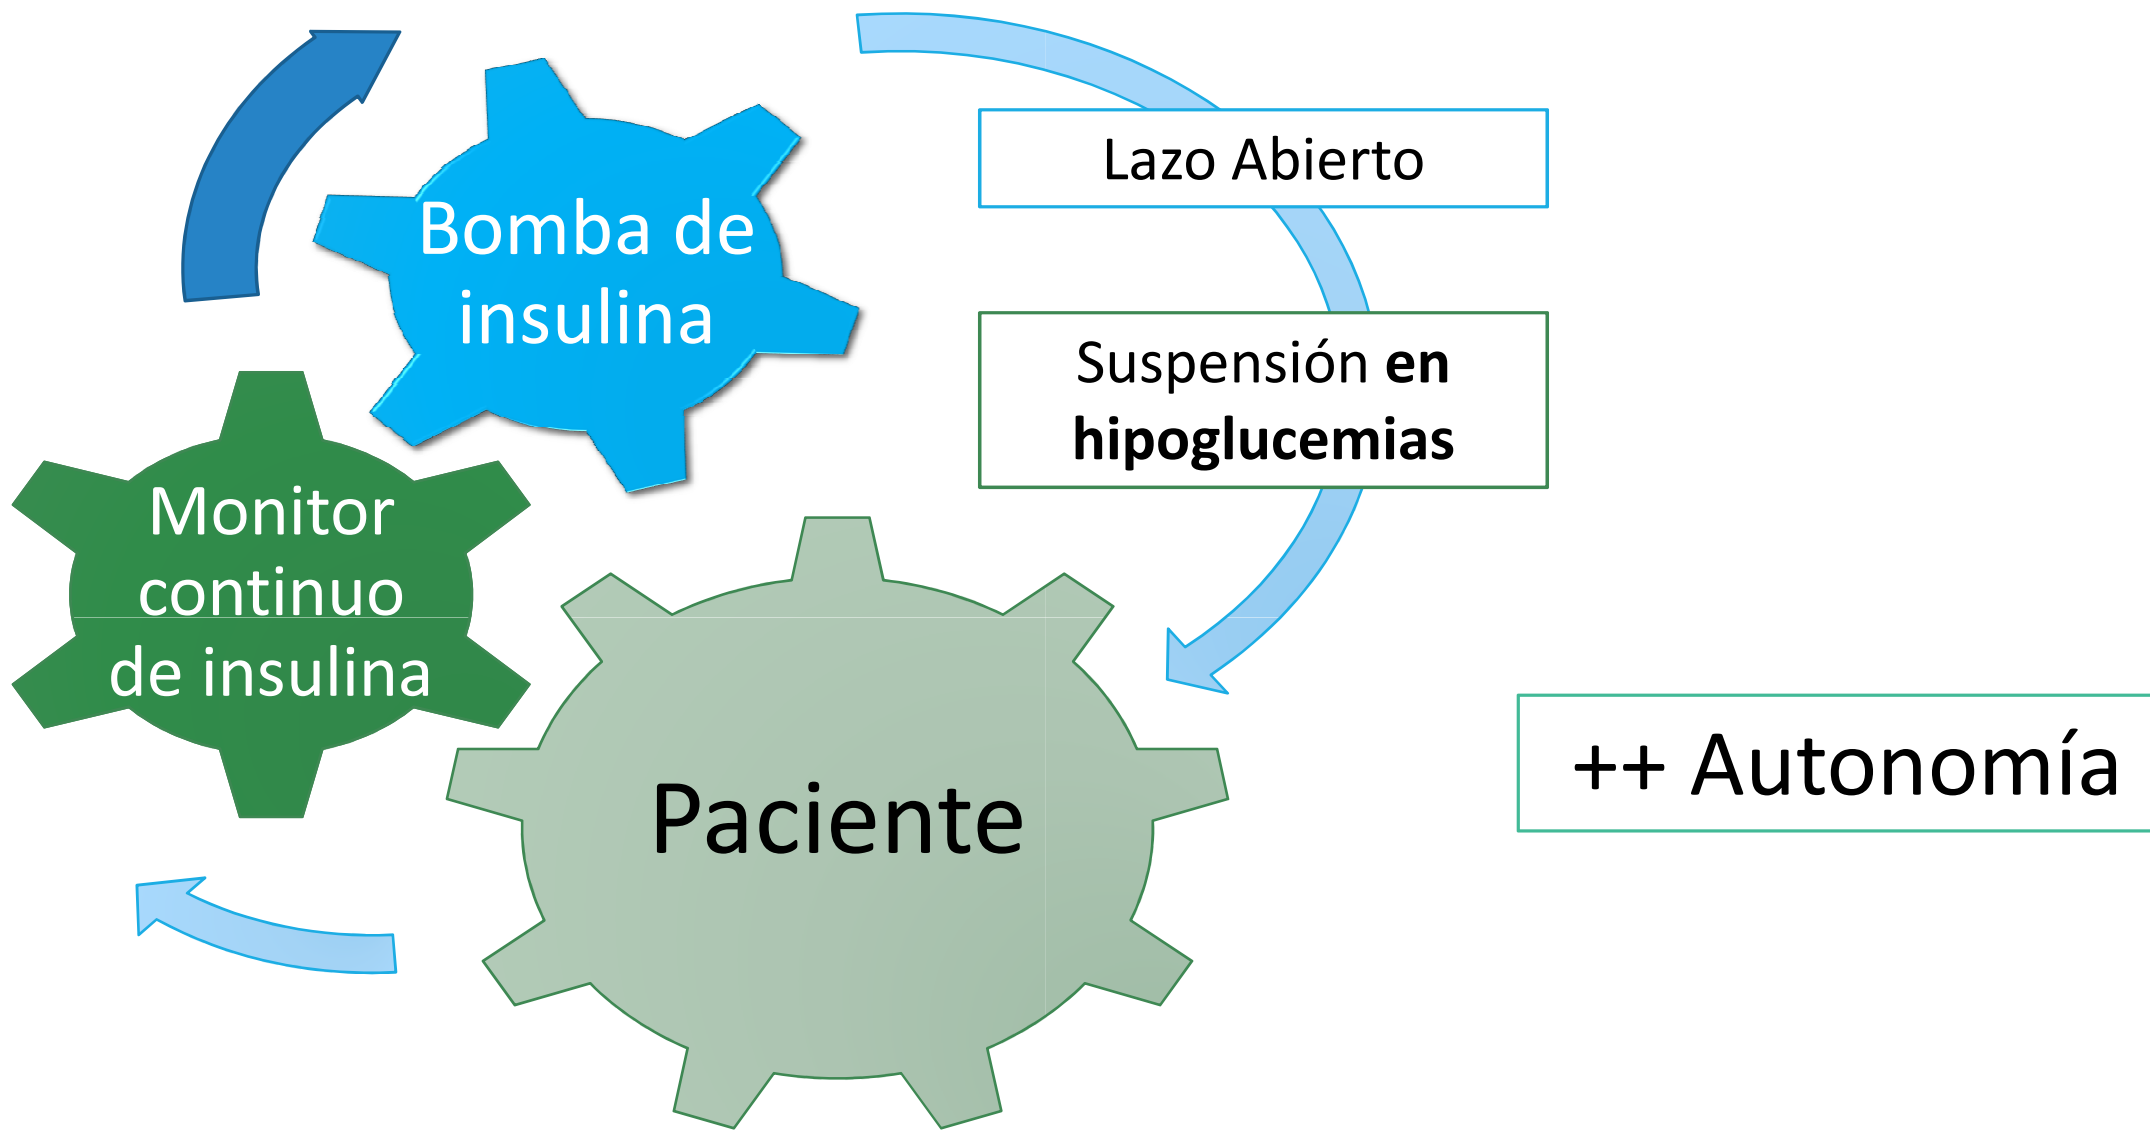 Bomba de
insulina
Lazo Abierto
Suspensión en
hipoglucemias
Monitor
continuo
de insulina
Paciente
++ Autonomía